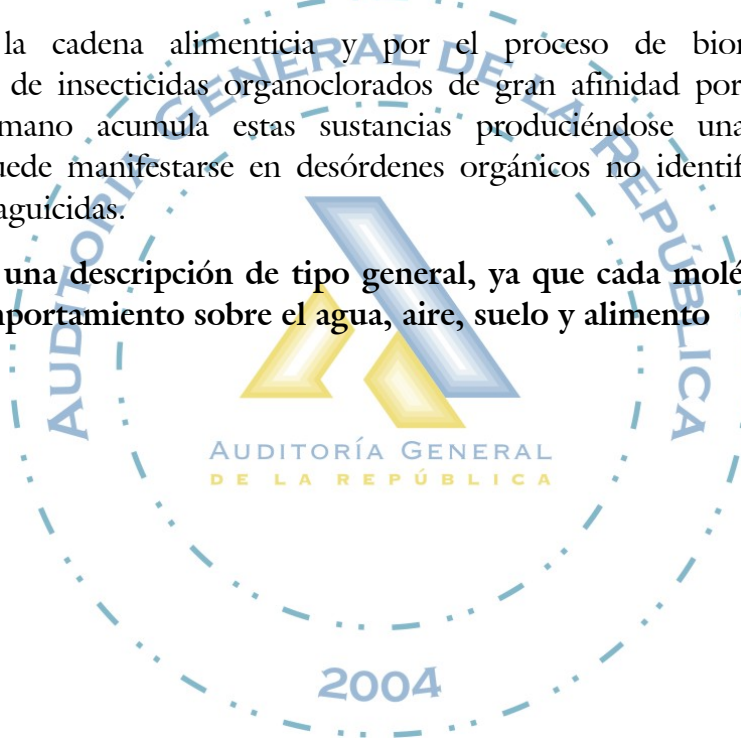 la cadena alimenticia y por el proceso de bior
de insecticidas organoclorados de gran afinidad por
mano acumula estas sustancias produciéndose una
uede manifestarse en desórdenes orgánicos no identif
aguicidas.
una descripción de tipo general, ya que cada molé
mportamiento sobre el agua, aire, suelo y alimento
AUDITORIA GENERAL DE LA REPÚBLICA
AUDITORÍA GENERAL
DE LA REPÚBLICA
2004